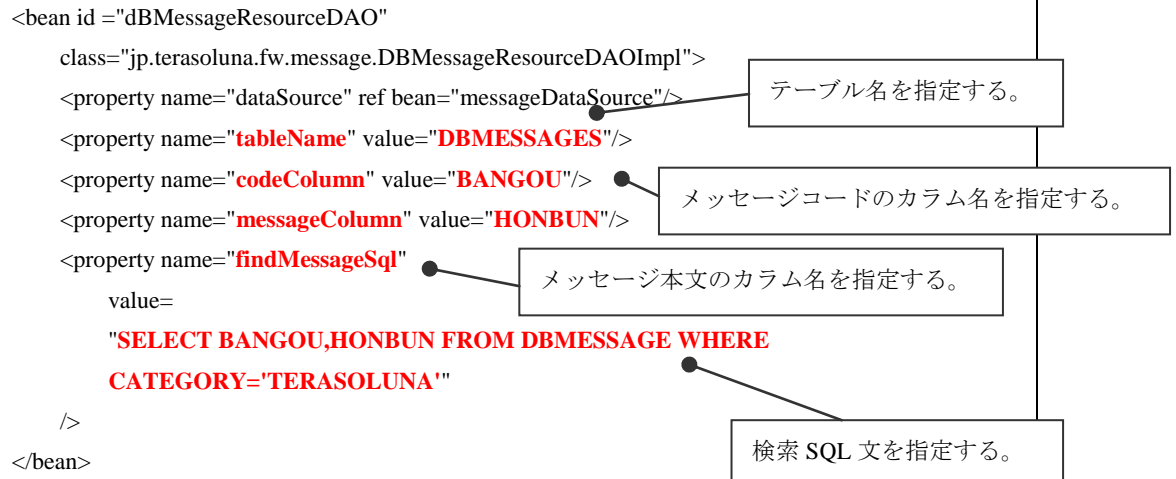 <bean id ="dBMessageResourceDAO"
class="jp.terasoluna.fw.message.DBMessageResourceDAOImpl">
<property name="dataSource" ref bean="messageDataSource"/>
テーブル名を指定する。
<property name="tableName" value="DBMESSAGES"/>
<property name="codeColumn" value="BANGOU"/>
メッセージコードのカラム名を指定する。
<property name="messageColumn" value="HONBUN"/>
<property name="findMessageSql"
メッセージ本文のカラム名を指定する。
value=
"SELECT BANGOU,HONBUN FROM DBMESSAGE WHERE
CATEGORY='TERASOLUNA'"
/>
検索 SQL 文を指定する。
</bean>